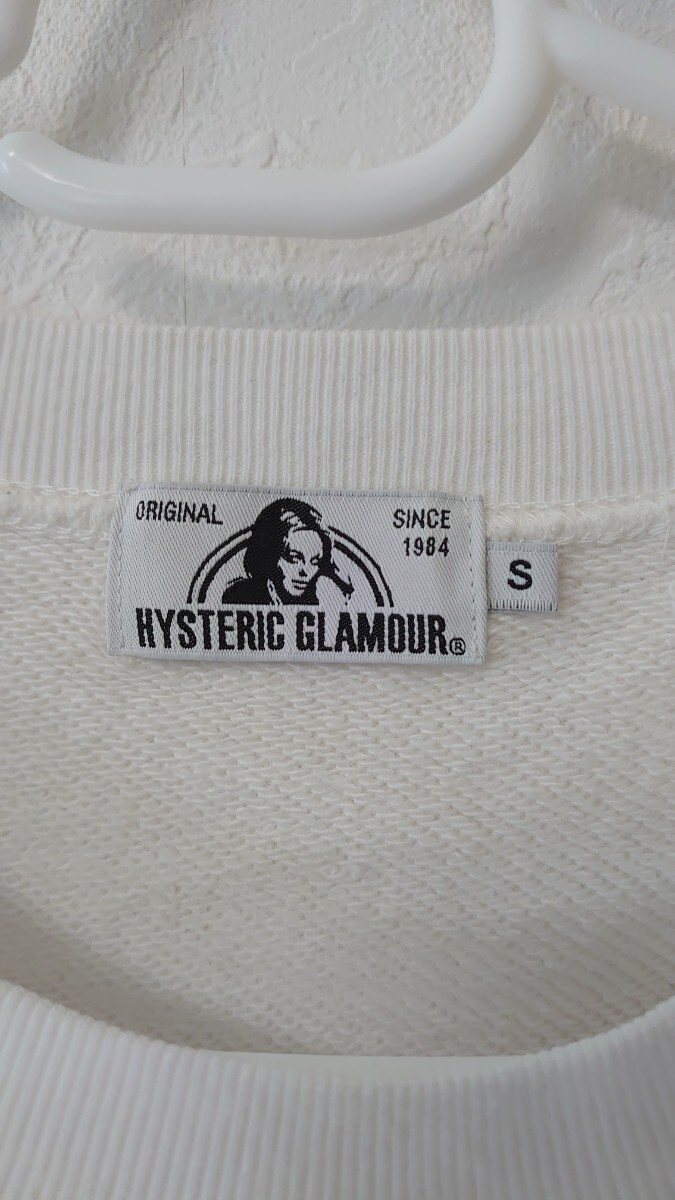 ORIGINAL
SINCE
1984
HYSTERIC GLAMOUR®
S